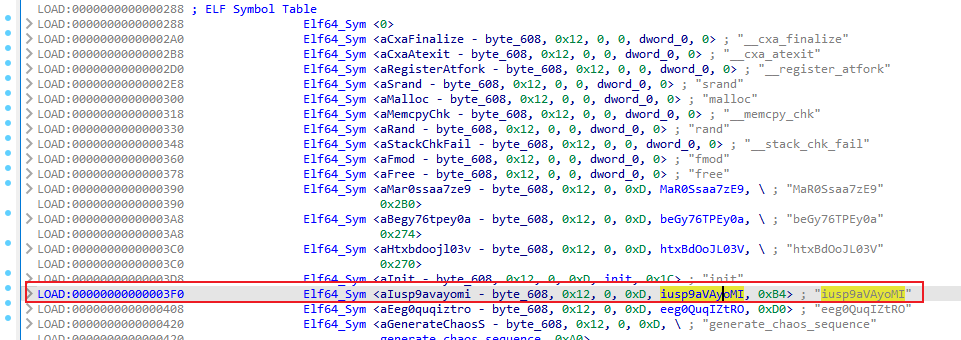 LOAD:0000000000000288 ; ELF Symbol Table
LOAD:0000000000000288 Elf64_Sym <0>
LOAD:00000000000002A0 Elf64_Sym <aCxaFinalize - byte_608, 0x12, 0, 0, dword_0, 0> ; "__cxa_finalize"
LOAD:00000000000002B8 Elf64_Sym <aCxaAtexit - byte_608, 0x12, 0, 0, dword_0, 0> ; "__cxa_atexit"
LOAD:00000000000002D0 Elf64_Sym <aRegisterAtfork - byte_608, 0x12, 0, 0, dword_0, 0> ; "__register_atfork"
LOAD:00000000000002E8 Elf64_Sym <aSrand - byte_608, 0x12, 0, 0, dword_0, 0> ; "srand"
LOAD:0000000000000300 Elf64_Sym <aMalloc - byte_608, 0x12, 0, 0, dword_0, 0> ; "malloc"
LOAD:0000000000000318 Elf64_Sym <aMemcpyChk - byte_608, 0x12, 0, 0, dword_0, 0> ; "__memcpy_chk"
LOAD:0000000000000330 Elf64_Sym <aRand - byte_608, 0x12, 0, 0, dword_0, 0> ; "rand"
LOAD:0000000000000348 Elf64_Sym <aStackChkFail - byte_608, 0x12, 0, 0, dword_0, 0> ; "__stack_chk_fail"
LOAD:0000000000000360 Elf64_Sym <aFmod - byte_608, 0x12, 0, 0, dword_0, 0> ; "fmod"
LOAD:0000000000000378 Elf64_Sym <aFree - byte_608, 0x12, 0, 0, dword_0, 0> ; "free"
LOAD:0000000000000390 Elf64_Sym <aMar0ssaa7ze9 - byte_608, 0x12, 0, 0xD, MaR0Ssaa7zE9, \ ; "MaR0Ssaa7zE9"
LOAD:0000000000000390 0x2B0>
LOAD:00000000000003A8 Elf64_Sym <aBegy76tpey0a - byte_608, 0x12, 0, 0xD, beGy76TPEy0a, \ ; "beGy76TPEy0a"
LOAD:00000000000003A8 0x274>
LOAD:00000000000003C0 Elf64_Sym <aHtxbdoojl03v - byte_608, 0x12, 0, 0xD, htxBdOoJL03V, \ ; "htxBdOoJL03V"
LOAD:00000000000003C0 0x270>
LOAD:00000000000003D8 Elf64_Sym <aInit - byte_608, 0x12, 0, 0xD, init, 0x1C> ; "init"
LOAD:00000000000003F0 Elf64_Sym <aIusp9avayomi - byte_608, 0x12, 0, 0xD, iusp9aVAyoMI, 0xB4> ; "iusp9aVAyoMI"
LOAD:0000000000000408 Elf64_Sym <aEeg0quqiztro - byte_608, 0x12, 0, 0xD, eeg0QuqIZtRO, 0xD0> ; "eeg0QuqIZtRO"
LOAD:0000000000000420 Elf64_Sym <aGenerateChaosS - byte_608, 0x12, 0, 0xD, \ ; "generate_chaos_sequence"
LOAD:0000000000000420 generate_chaos_sequence, 0xA0>